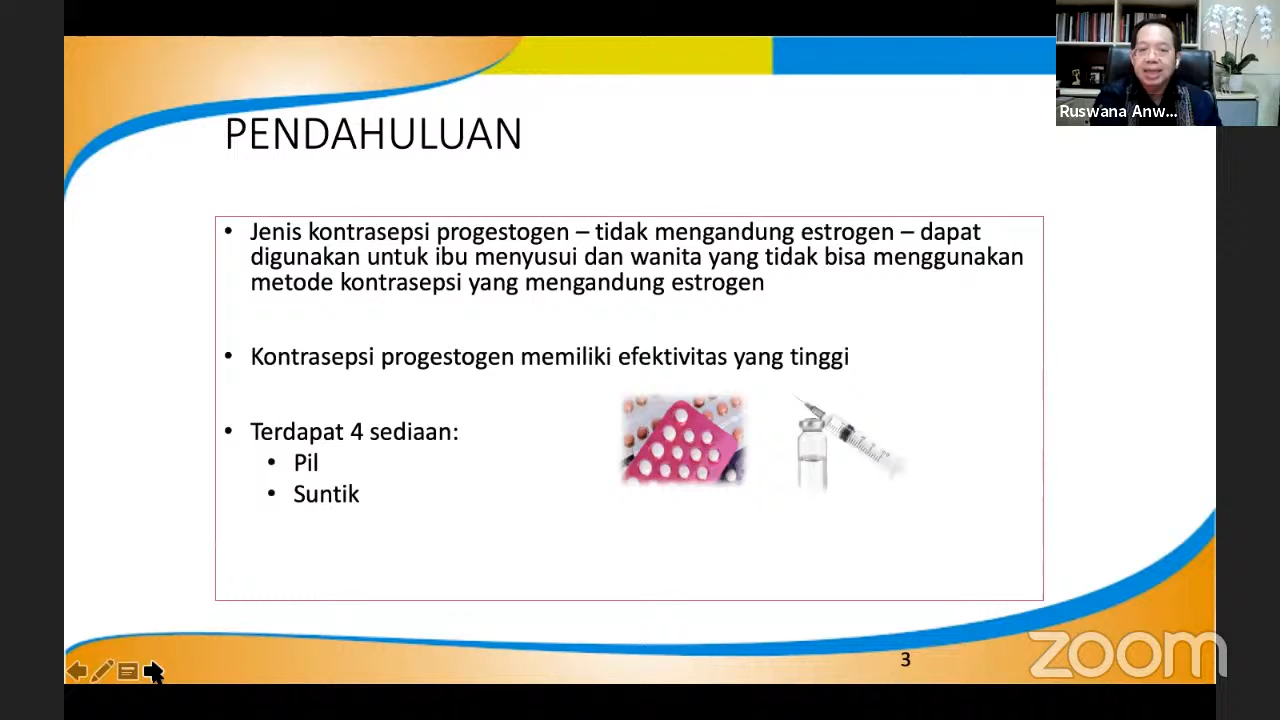 Ruswana Anw...
PENDAHULUAN
• Jenis kontrasepsi progestogen – tidak mengandung estrogen – dapat
digunakan untuk ibu menyusui dan wanita yang tidak bisa menggunakan
metode kontrasepsi yang mengandung estrogen
• Kontrasepsi progestogen memiliki efektivitas yang tinggi
• Terdapat 4 sediaan:
• Pil
• Suntik
3
zoom